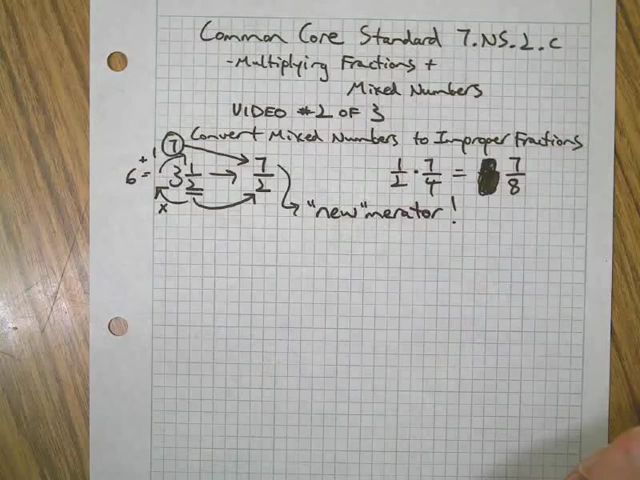 Common Core Standard 7.NS.2.c
-Multiplying Fractions +
Mixed Numbers
VIDEO #2 OF 3
Convert Mixed Numbers to Improper Fractions
7
+ 1
6 = 3 1/2 → 7/2
x
1/2 · 7/4 = 7/8
"new"merator!